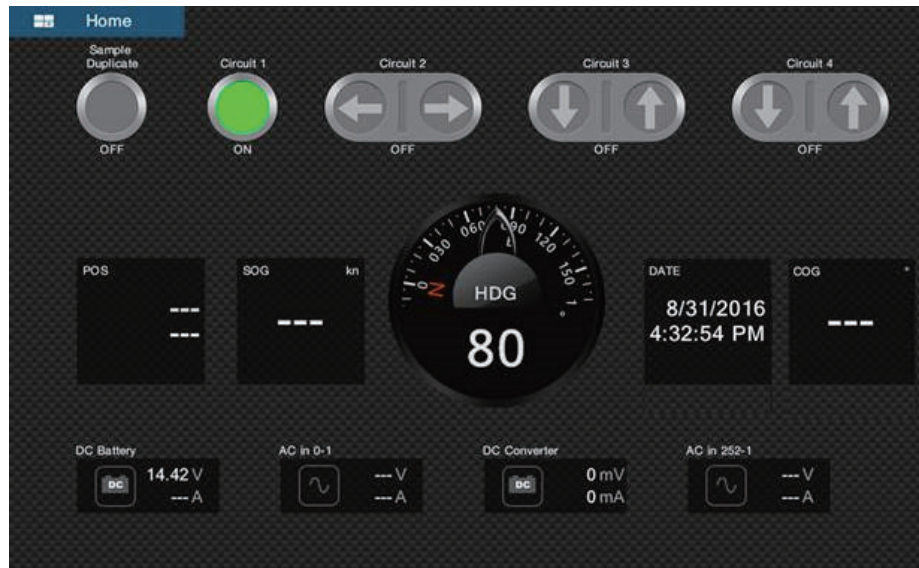 Home
Sample
Duplicate
OFF
Circuit 1
ON
Circuit 2
OFF
Circuit 3
OFF
Circuit 4
OFF
POS
---
---
SOG kn
---
0 030 060 090 120 150 1
N
HDG
°
80
DATE
8/31/2016
4:32:54 PM
COG °
---
DC Battery
DC
14.42 V
--- A
AC in 0-1
--- V
--- A
DC Converter
DC
0 mV
0 mA
AC in 252-1
--- V
--- A